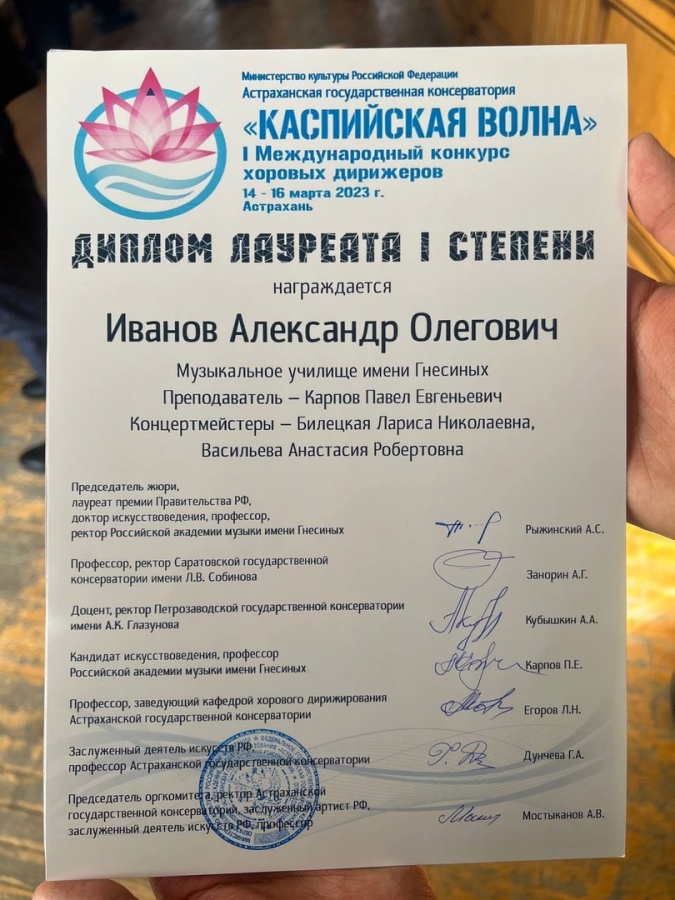 Министерство культуры Российской Федерации
Астраханская государственная консерватория
«КАСПИЙСКАЯ ВОЛНА»
I Международный конкурс
хоровых дирижеров
14 - 16 марта 2023 г.
Астрахань
ДИПЛОМ ЛАУРЕАТА I СТЕПЕНИ
награждается
Иванов Александр Олегович
Музыкальное училище имени Гнесиных
Преподаватель – Карпов Павел Евгеньевич
Концертмейстеры – Билецкая Лариса Николаевна,
Васильева Анастасия Робертовна
Председатель жюри,
лауреат премии Правительства РФ,
доктор искусствоведения, профессор,
ректор Российской академии музыки имени Гнесиных
Рыжинский А.С.
Профессор, ректор Саратовской государственной
консерватории имени Л.В. Собинова
Занорин А.Г.
Доцент, ректор Петрозаводской государственной консерватории
имени А.К. Глазунова
Кубышкин А.А.
Кандидат искусствоведения, профессор
Российской академии музыки имени Гнесиных
Карпов П.Е.
Профессор, заведующий кафедрой хорового дирижирования
Астраханской государственной консерватории
Егоров Л.Н.
Заслуженный деятель искусств РФ,
профессор Астраханской государственной консерватории
Дунчева Г.А.
Председатель оргкомитета, ректор Астраханской
государственной консерватории, заслуженный артист РФ,
заслуженный деятель искусств РФ, профессор
Мостыканов А.В.